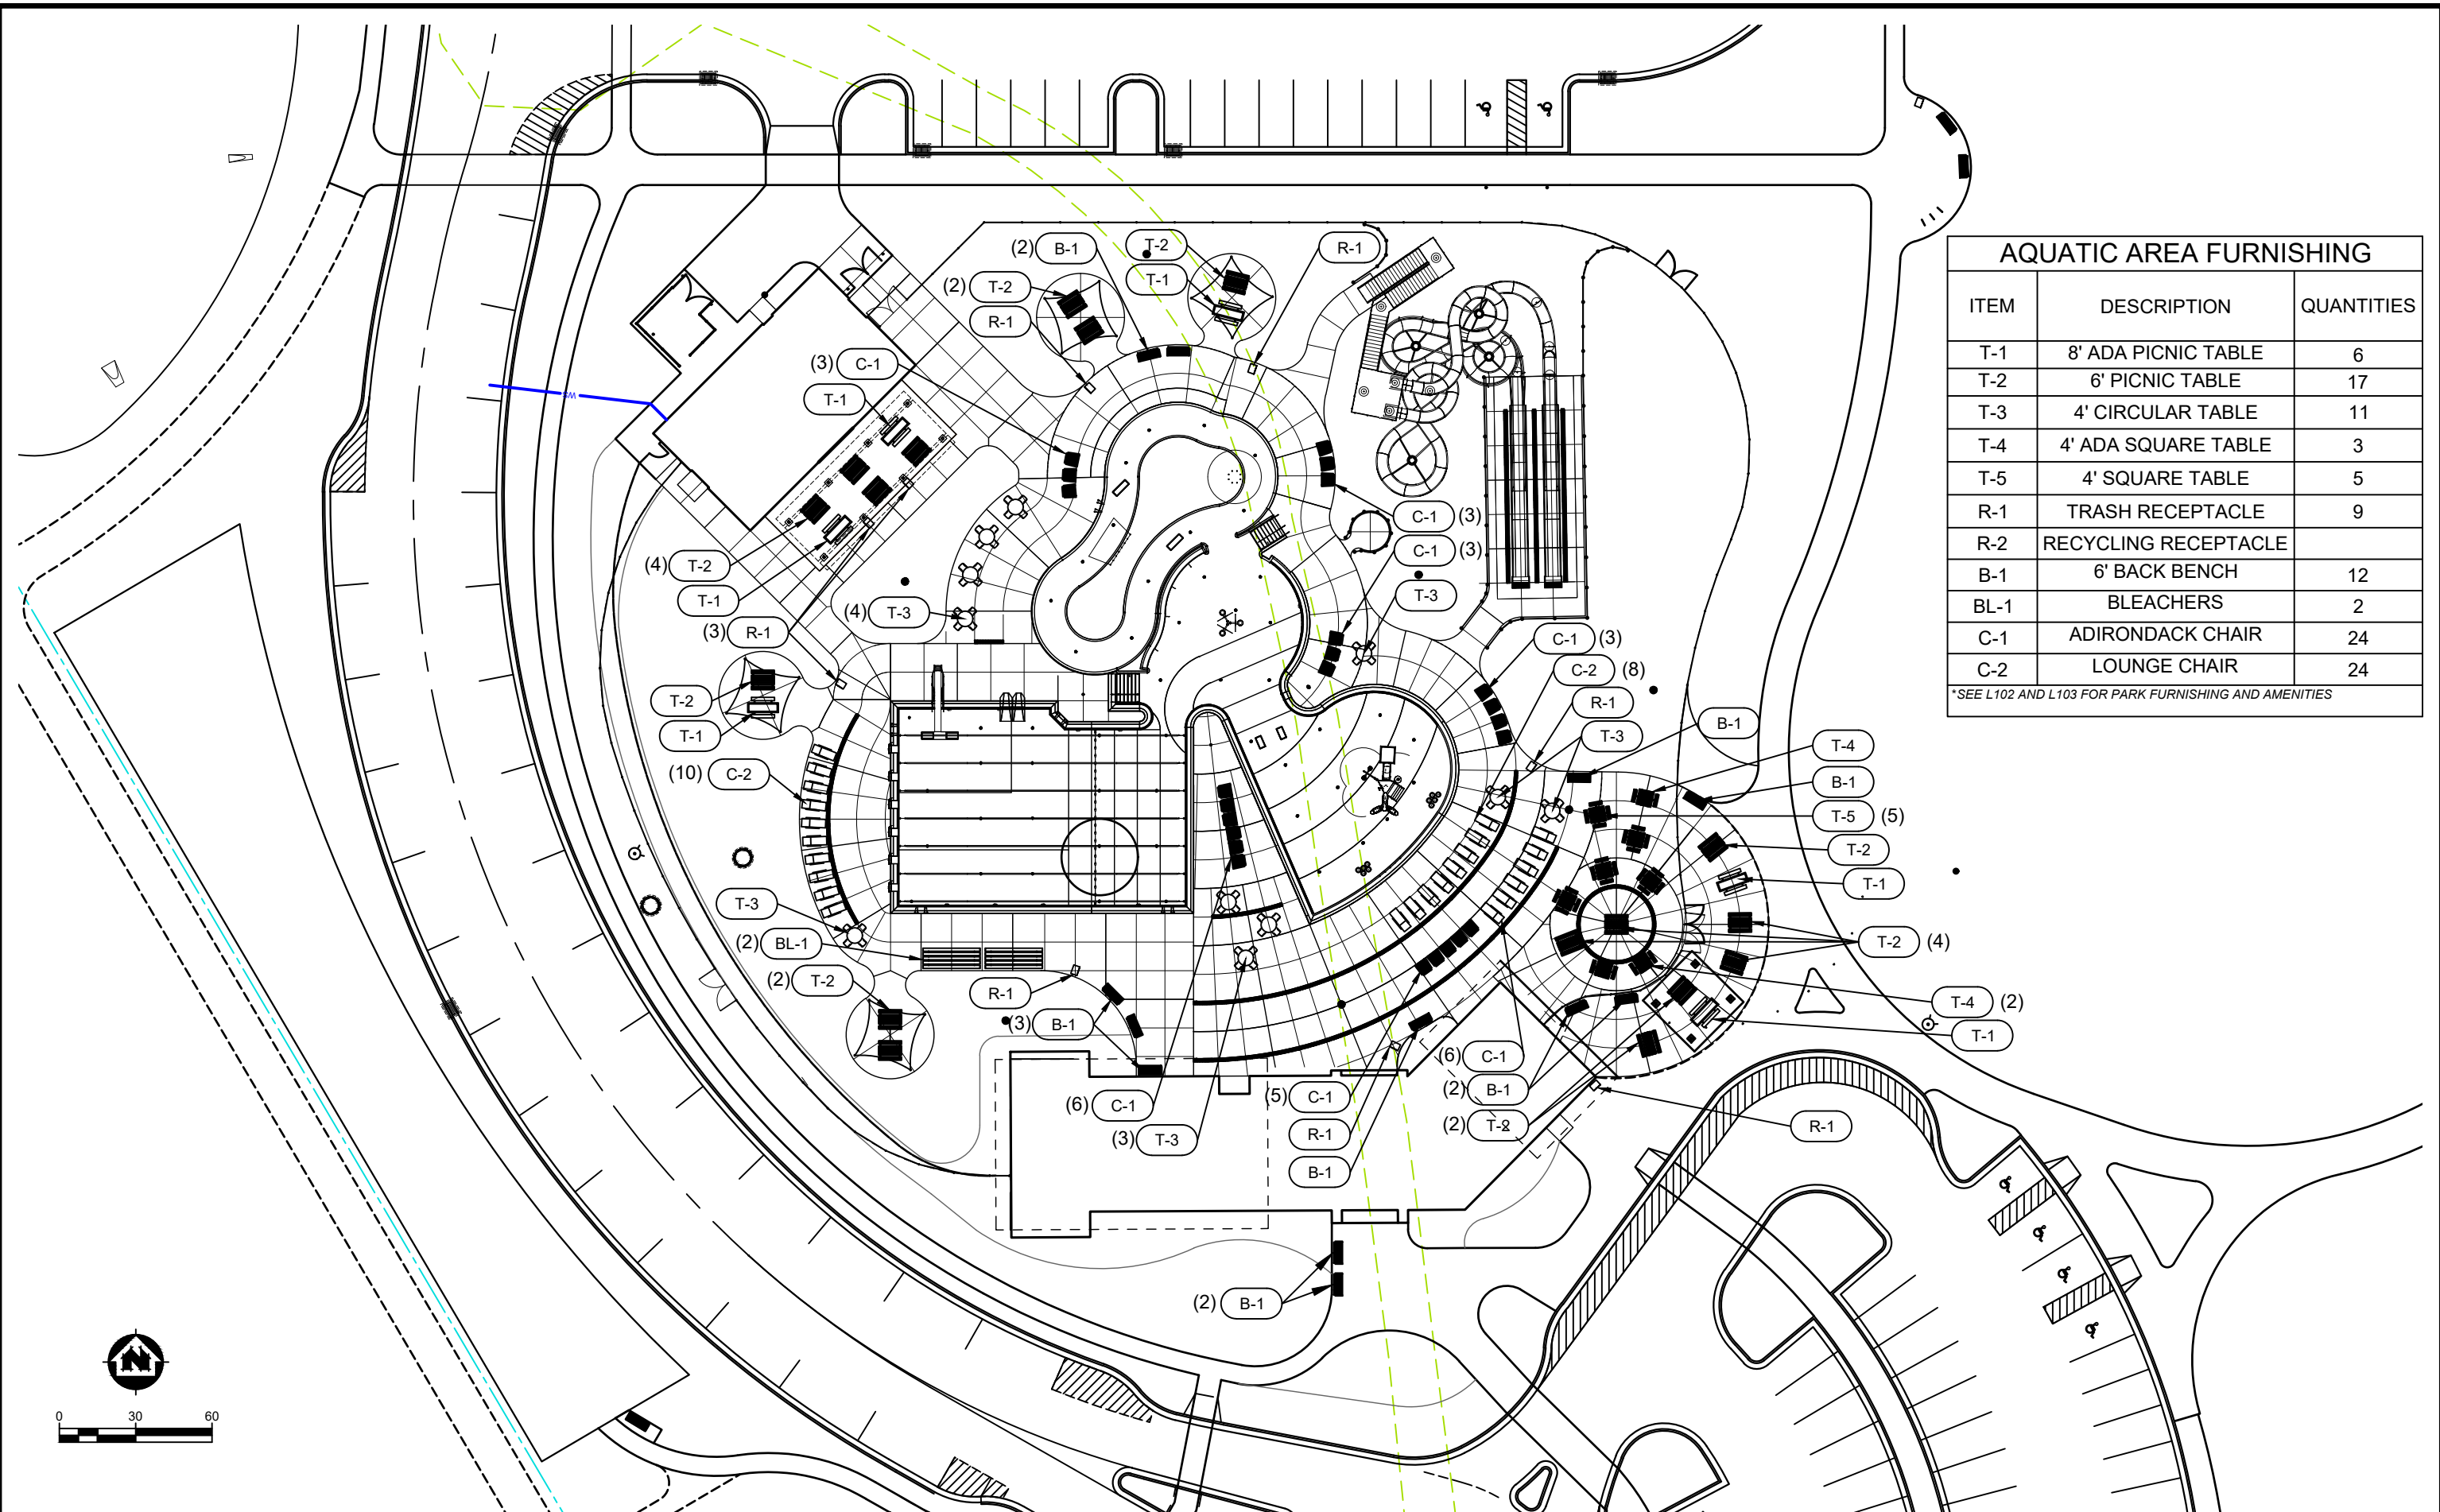 (2) B-1
T-2
R-1
T-1
(2) T-2
R-1
(3) C-1
T-1
(4) T-2
T-1
(3) R-1
(4) T-3
C-1 (3)
C-1 (3)
T-3
C-1 (3)
C-2 (8)
R-1
T-3
B-1
T-2
T-1
(10) C-2
T-3
(2) BL-1
(2) T-2
R-1
(3) B-1
(6) C-1
(3) T-3
(5) C-1
R-1
B-1
(6) C-1
(2) B-1
(2) T-2
T-4
B-1
T-5 (5)
T-2
T-1
T-2 (4)
T-4 (2)
T-1
R-1
(2) B-1
WS
AQUATIC AREA FURNISHING
ITEM DESCRIPTION QUANTITIES
T-1 8' ADA PICNIC TABLE 6
T-2 6' PICNIC TABLE 17
T-3 4' CIRCULAR TABLE 11
T-4 4' ADA SQUARE TABLE 3
T-5 4' SQUARE TABLE 5
R-1 TRASH RECEPTACLE 9
R-2 RECYCLING RECEPTACLE
B-1 6' BACK BENCH 12
BL-1 BLEACHERS 2
C-1 ADIRONDACK CHAIR 24
C-2 LOUNGE CHAIR 24
*SEE L102 AND L103 FOR PARK FURNISHING AND AMENITIES
N
0 30 60